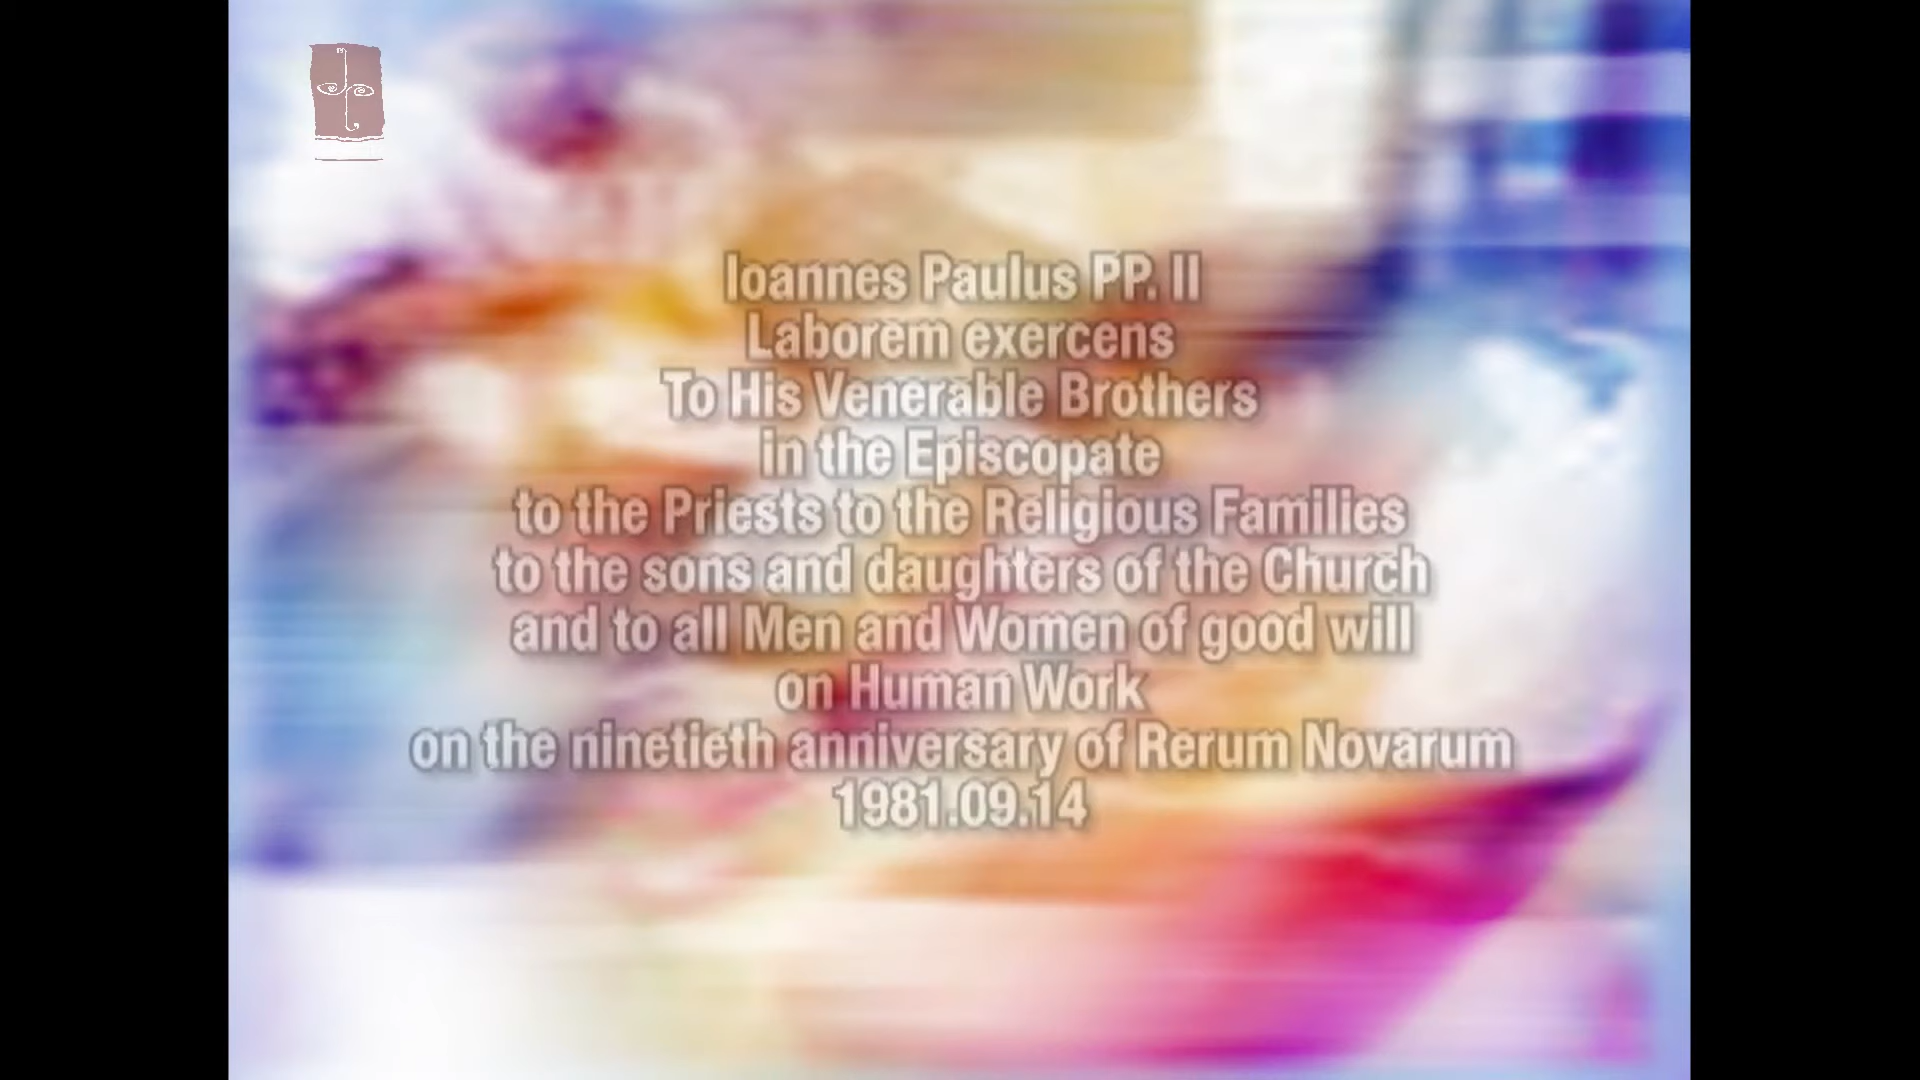 Ioannes Paulus PP. II
Laborem exercens
To His Venerable Brothers
in the Episcopate
to the Priests to the Religious Families
to the sons and daughters of the Church
and to all Men and Women of good will
on Human Work
on the ninetieth anniversary of Rerum Novarum
1981.09.14